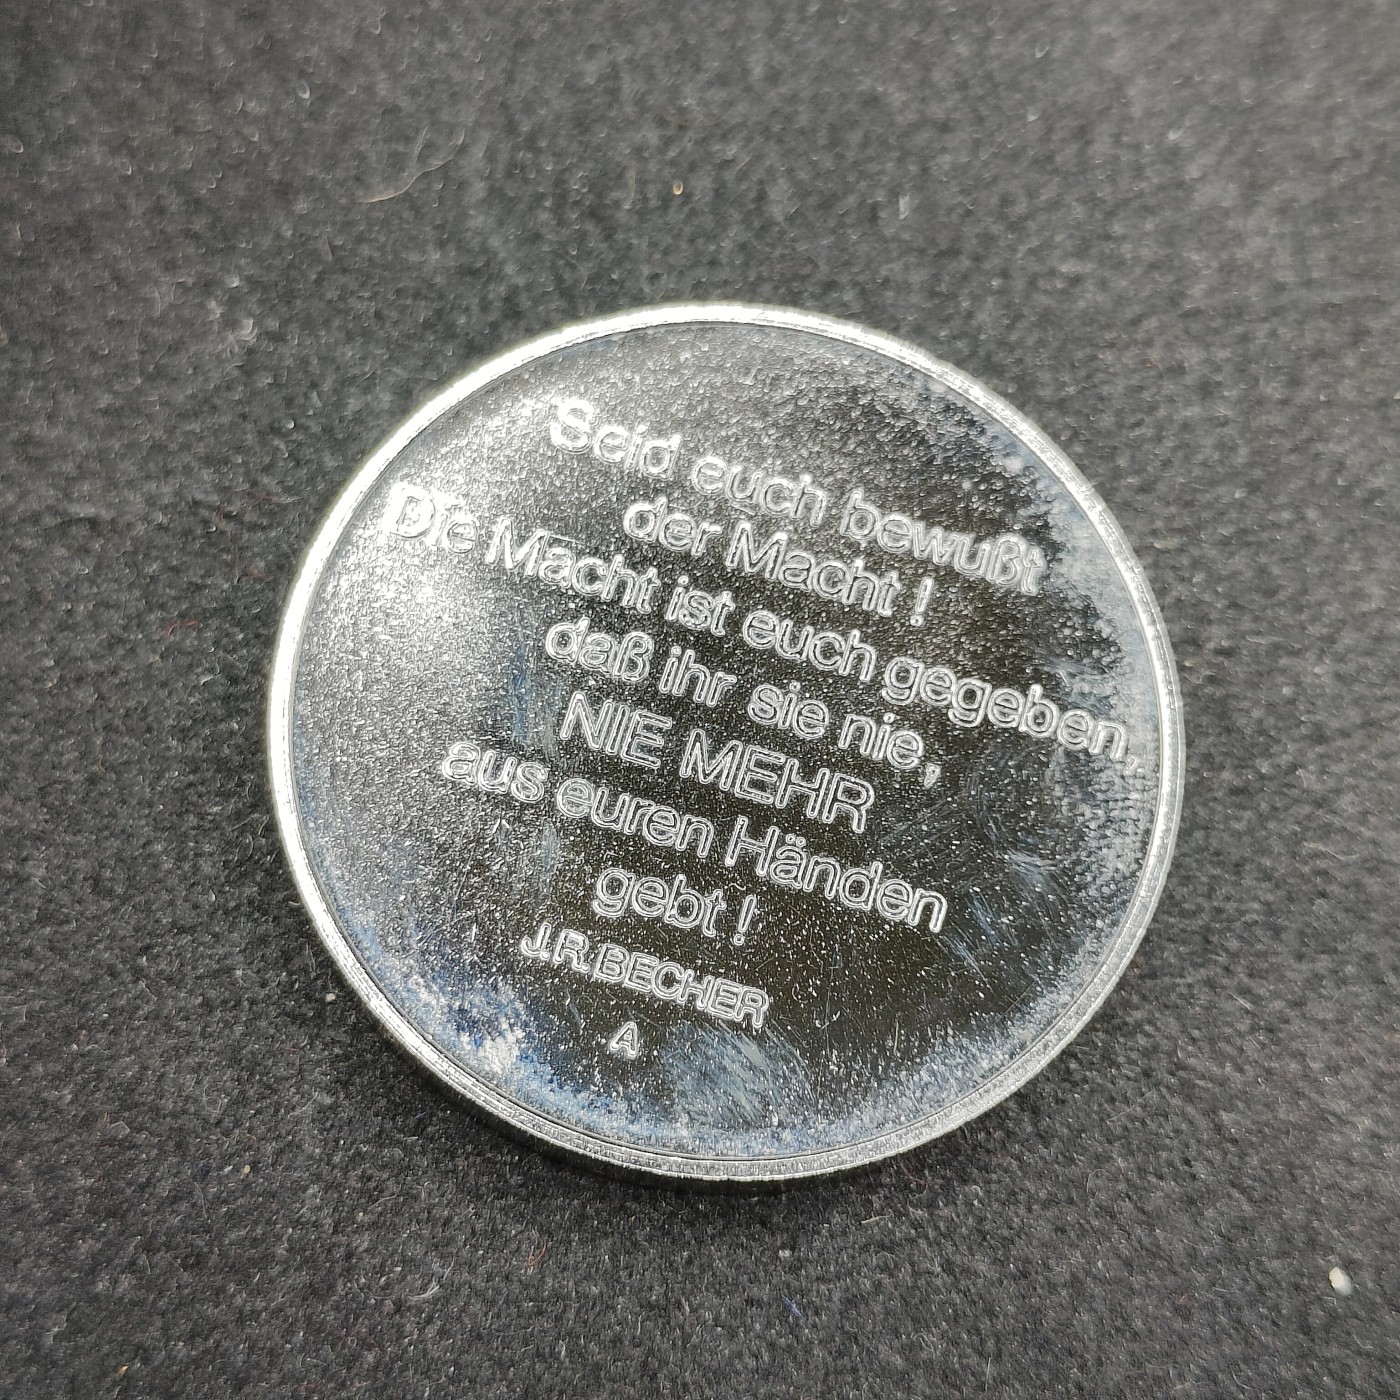 Seid euch bewußt
der Macht !
Die Macht ist euch gegeben,
daß ihr sie nie,
NIE MEHR
aus euren Händen
gebt !
J.R.BECHER
A